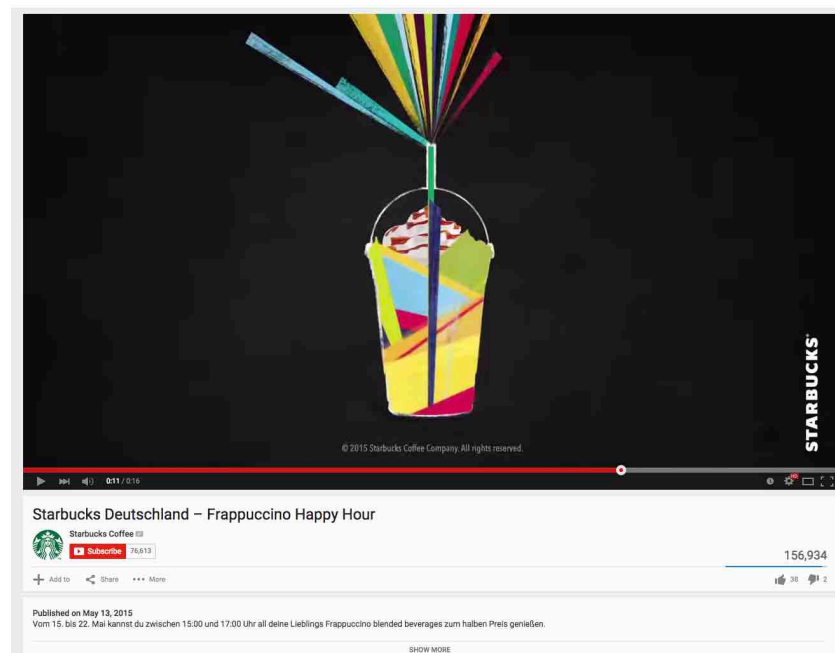 © 2015 Starbucks Coffee Company. All rights reserved.
STARBUCKS
0:11 / 0:16
HD
Starbucks Deutschland – Frappuccino Happy Hour
Starbucks Coffee
Subscribe 76,613
156,934
Add to Share More
38 2
Published on May 13, 2015
Vom 15. bis 22. Mai kannst du zwischen 15:00 und 17:00 Uhr all deine Lieblings Frappuccino blended beverages zum halben Preis genießen.
SHOW MORE